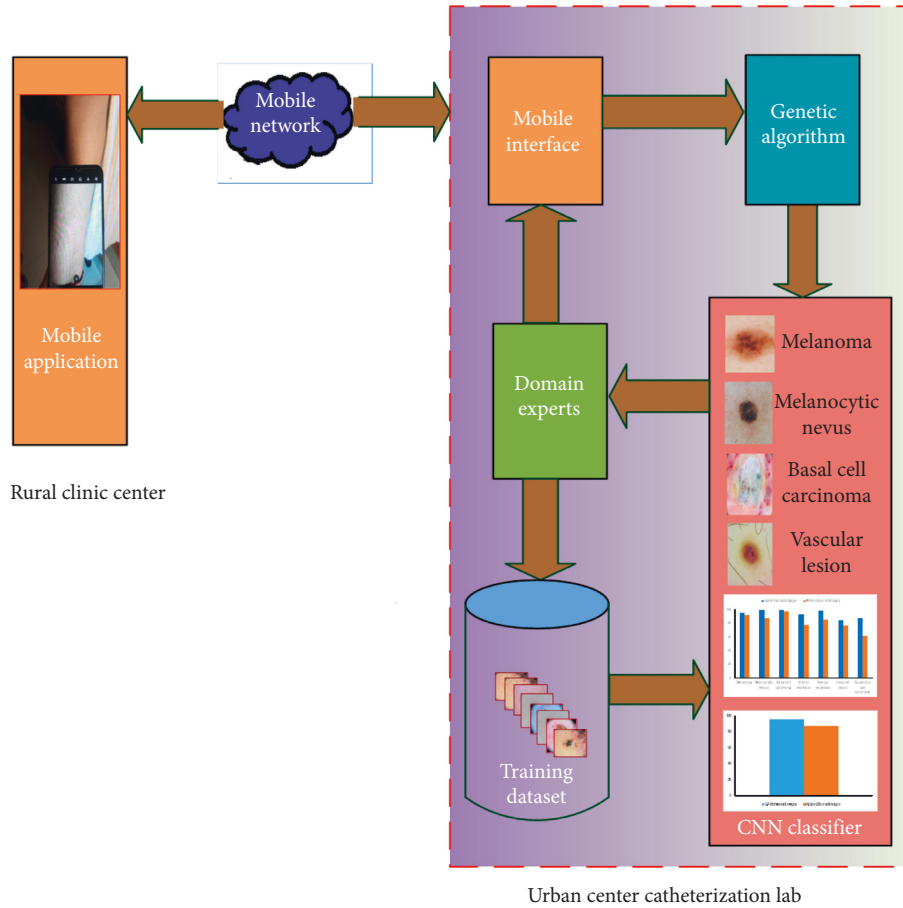 Mobile
network
Mobile
interface
Genetic
algorithm
Mobile
application
Rural clinic center
Domain
experts
Melanoma
Melanocytic
nevus
Basal cell
carcinoma
Vascular
lesion
Training
dataset
CNN classifier
Urban center catheterization lab